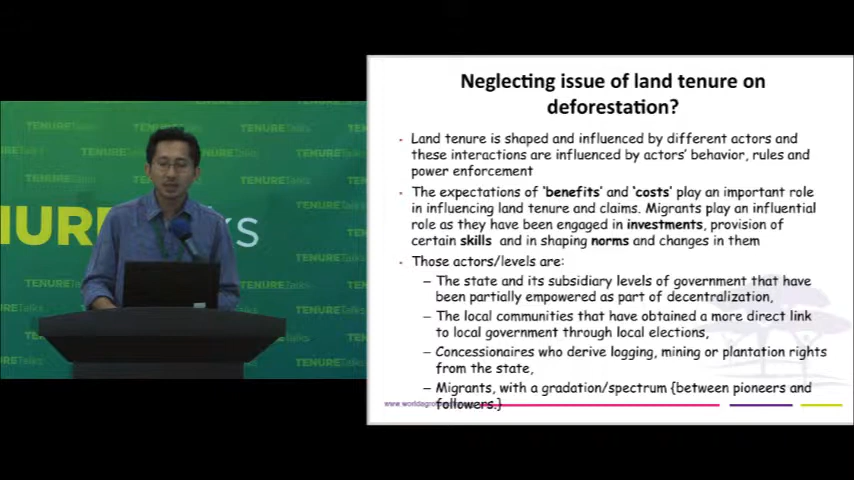 TENURETalks
TENURETalks
TENURETalks
Neglecting issue of land tenure on
deforestation?
Land tenure is shaped and influenced by different actors and
these interactions are influenced by actors' behavior, rules and
power enforcement
The expectations of 'benefits' and 'costs' play an important role
in influencing land tenure and claims. Migrants play an influential
role as they have been engaged in investments, provision of
certain skills and in shaping norms and changes in them
Those actors/levels are:
– The state and its subsidiary levels of government that have
been partially empowered as part of decentralization,
– The local communities that have obtained a more direct link
to local government through local elections,
– Concessionaires who derive logging, mining or plantation rights
from the state,
– Migrants, with a gradation/spectrum {between pioneers and
followers.}